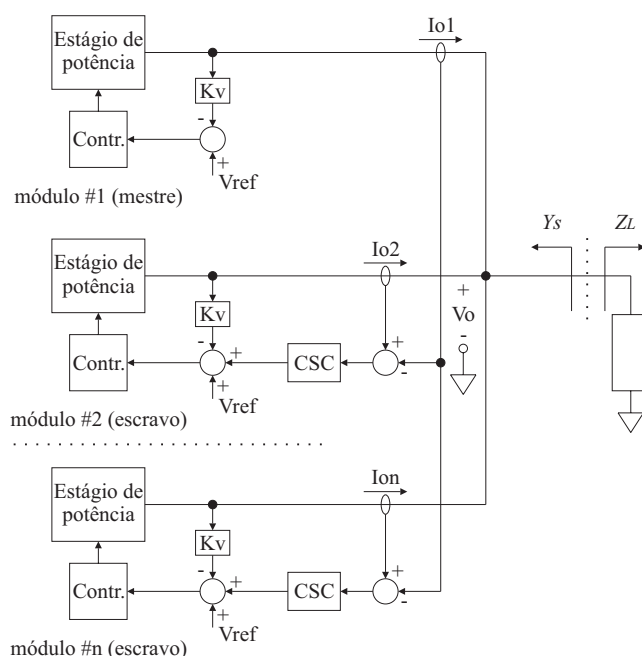 Estágio de
potência
Io1
Kv
-
Contr.
+
Vref
módulo #1 (mestre)
Ys
ZL
Estágio de
potência
Io2
+
Vo
-
Kv
-
+
+
Contr.
CSC
-
+
Vref
módulo #2 (escravo)
Estágio de
potência
Ion
Kv
-
+
+
Contr.
CSC
-
+
Vref
módulo #n (escravo)